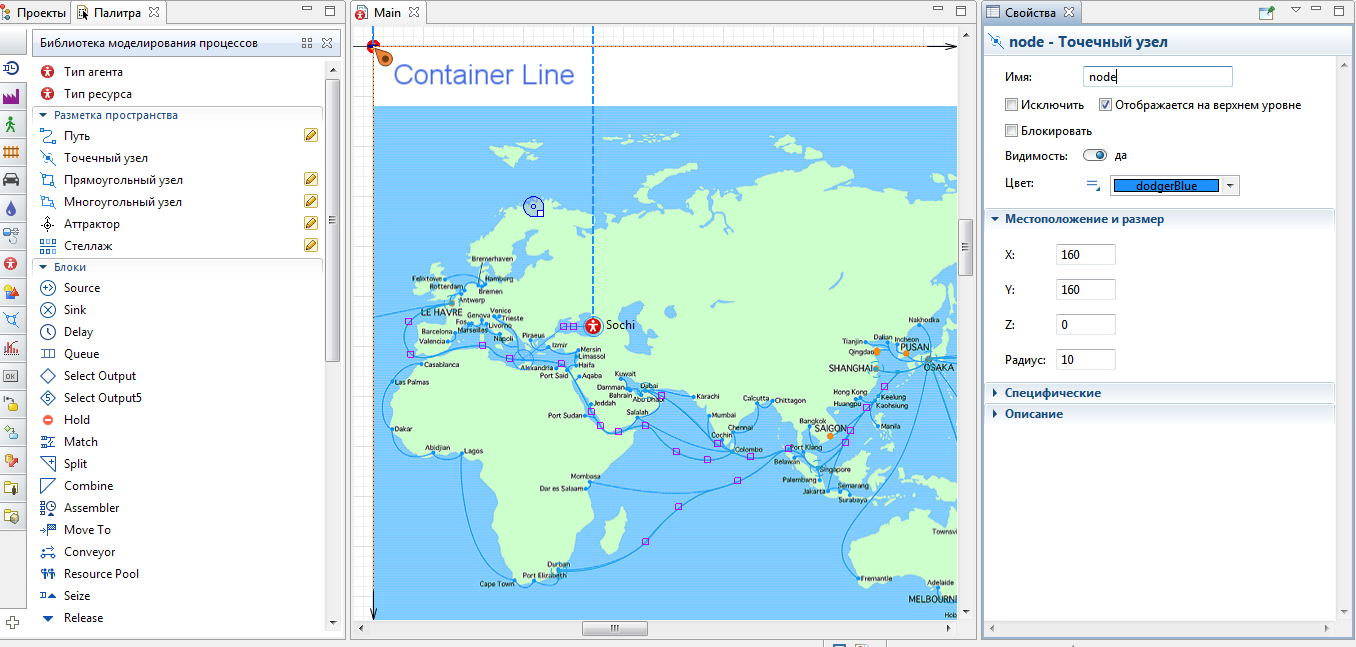 Проекты
Палитра
Библиотека моделирования процессов
Тип агента
Тип ресурса
Разметка пространства
Путь
Точечный узел
Прямоугольный узел
Многоугольный узел
Аттрактор
Стеллаж
Блоки
Source
Sink
Delay
Queue
Select Output
Select Output5
Hold
Match
Split
Combine
Assembler
Move To
Conveyor
Resource Pool
Seize
Release
OK
Main
Container Line
Bremerhaven
Felixtowe
Hamburg
Rotterdam
Bremen
Antwerp
LE HAVRE
Venice
Genova
Trieste
Fos
Livorno
Sochi
Barcelona
Marseilles
Napoli
Piraeus
Valencia
Izmir
Mersin
Limassol
Casablanca
Alexandria
Haifa
Port Said
Aqaba
Las Palmas
Kuwait
Damman
Dubai
Bahrain
Abu Dhabi
Karachi
Jeddah
Port Sudan
Salalah
Mumbai
Calcutta
Chittagong
Dakar
Chennai
Cochin
Colombo
Abidjan
Lagos
Mombasa
Dar es Salaam
Durban
Port Elizabeth
Cape Town
Nakhodka
Tianjin
Dalian
Incheon
Qingdao
PUSAN
SHANGHAI
OSAKA
Hong Kong
Keelung
Huangpu
Kaohsiung
Bangkok
SAIGON
Manila
Port Klang
Belawan
Singapore
Palembang
Semarang
Jakarta
Surabaya
Townsvi
Fremantle
Adelaide
MELBOURN
Hob
Свойства
node - Точечный узел
Имя: node
Исключить Отображается на верхнем уровне
Блокировать
Видимость: да
Цвет: dodgerBlue
Местоположение и размер
X: 160
Y: 160
Z: 0
Радиус: 10
Специфические
Описание